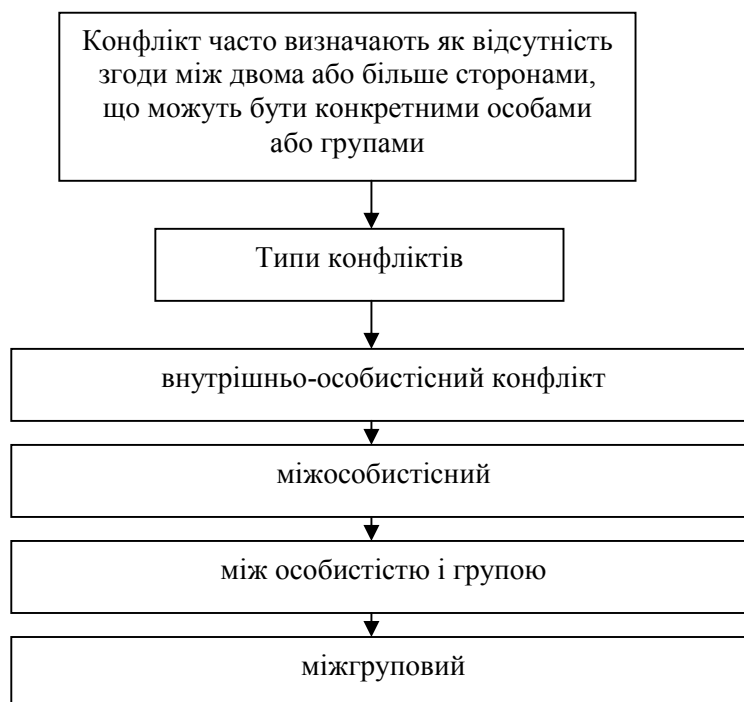 Конфлікт часто визначають як відсутність
згоди між двома або більше сторонами,
що можуть бути конкретними особами
або групами
Типи конфліктів
внутрішньо-особистісний конфлікт
міжособистісний
між особистістю і групою
міжгруповий